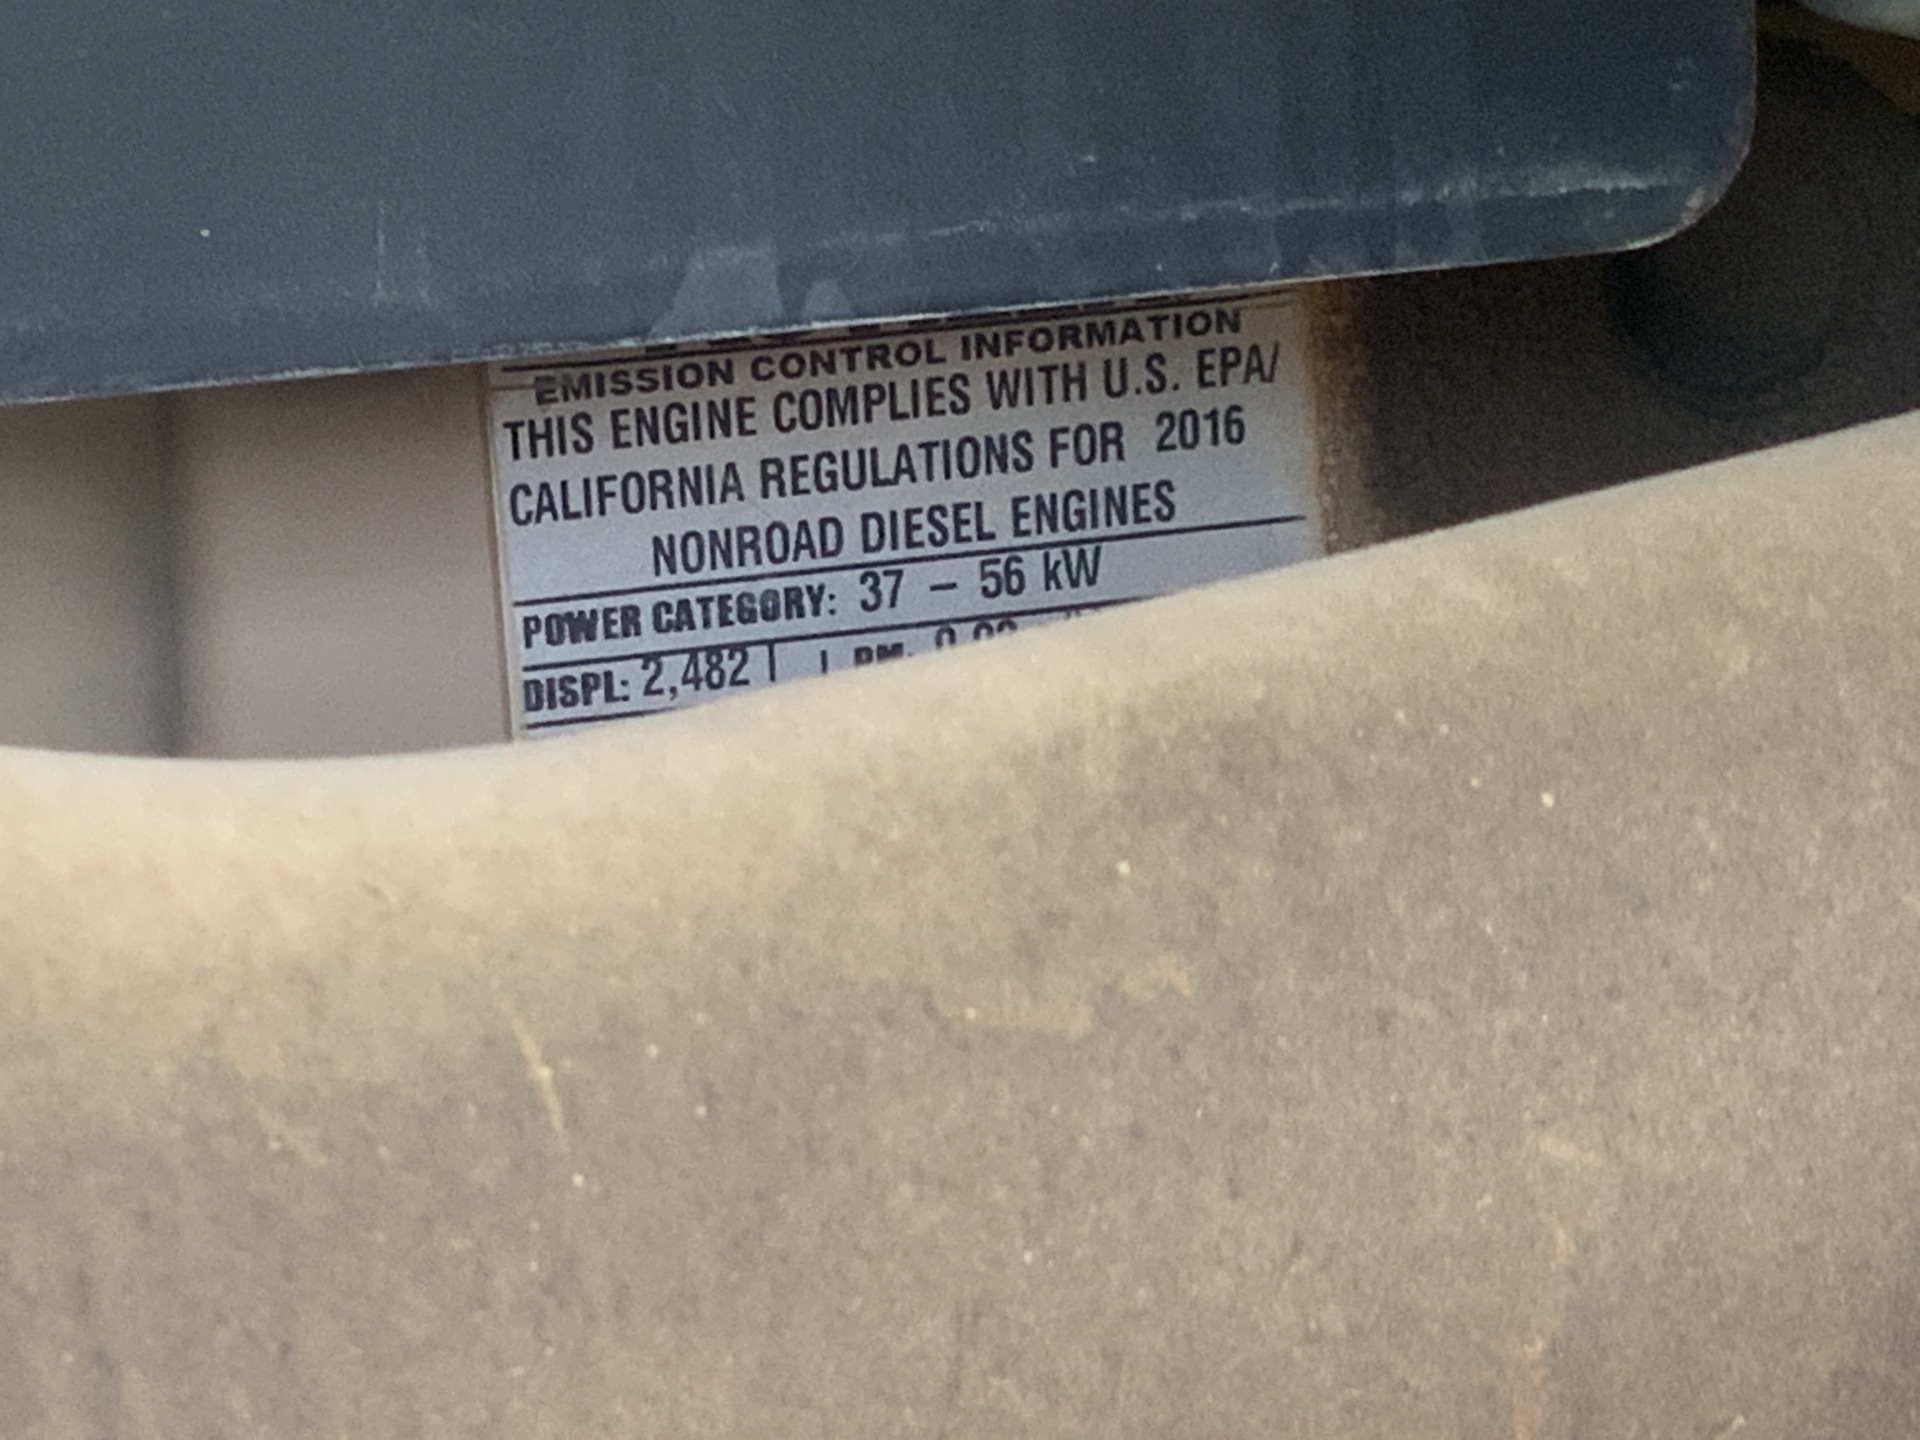 EMISSION CONTROL INFORMATION
THIS ENGINE COMPLIES WITH U.S. EPA/
CALIFORNIA REGULATIONS FOR 2016
NONROAD DIESEL ENGINES
POWER CATEGORY: 37 – 56 kW
DISPL: 2,482 PM: